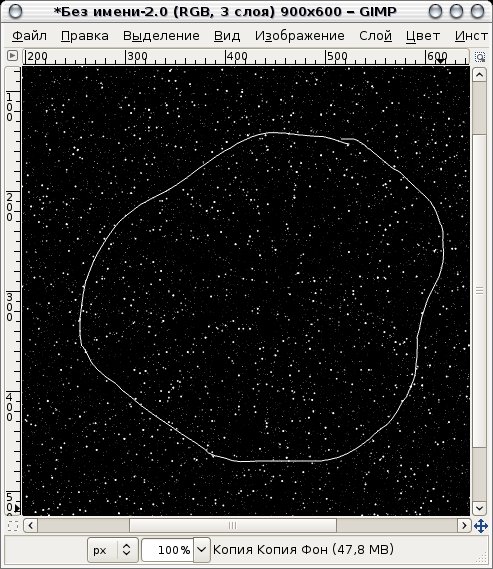 *Без имени-2.0 (RGB, 3 слоя) 900x600 – GIMP
Файл Правка Выделение Вид Изображение Слой Цвет Инст
200 300 400 500 600
100
200
300
400
500
px 100% Копия Копия Фон (47,8 МB)